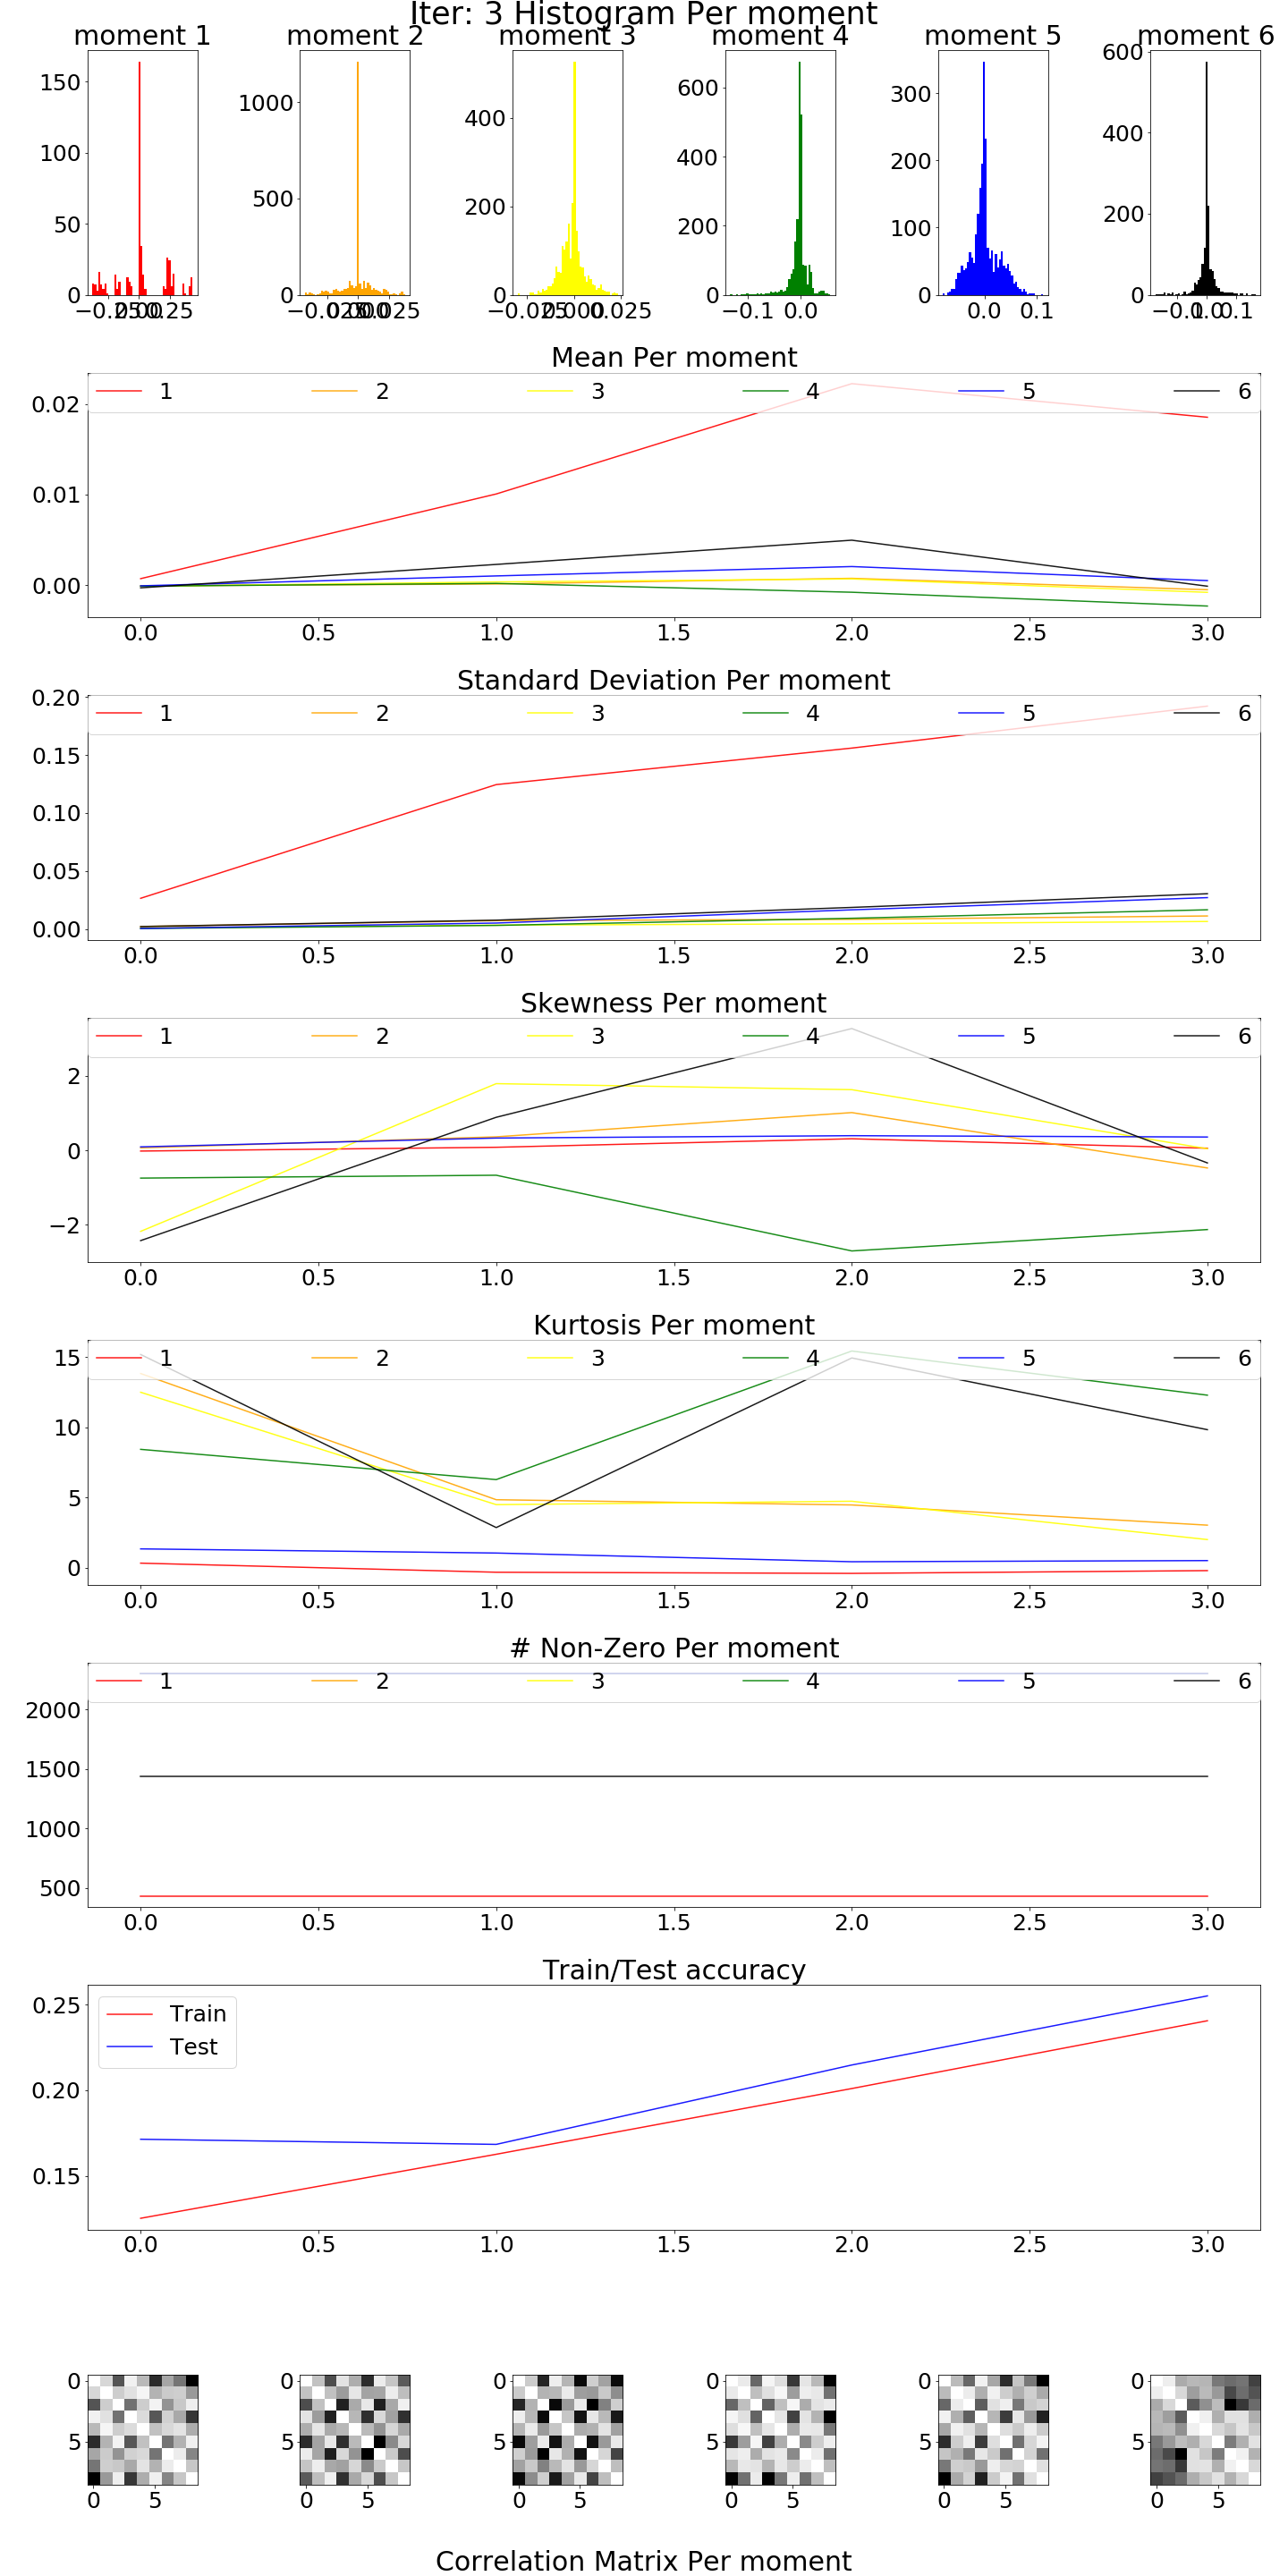 Iter: 3 Histogram Per moment
moment 1 moment 2 moment 3 moment 4 moment 5 moment 6
150
100
50
0
1000
500
0
400
200
0
600
400
200
0
300
200
100
0
600
400
200
0
−0.25 0.00 0.25
−0.025 0.000 0.025
−0.025 0.000 0.025
−0.1 0.0
0.0 0.1
−0.1 0.0 0.1
Mean Per moment
1 2 3 4 5 6
0.02
0.01
0.00
0.0 0.5 1.0 1.5 2.0 2.5 3.0
Standard Deviation Per moment
1 2 3 4 5 6
0.20
0.15
0.10
0.05
0.00
0.0 0.5 1.0 1.5 2.0 2.5 3.0
Skewness Per moment
1 2 3 4 5 6
2
0
−2
0.0 0.5 1.0 1.5 2.0 2.5 3.0
Kurtosis Per moment
1 2 3 4 5 6
15
10
5
0
0.0 0.5 1.0 1.5 2.0 2.5 3.0
# Non-Zero Per moment
1 2 3 4 5 6
2000
1500
1000
500
0.0 0.5 1.0 1.5 2.0 2.5 3.0
Train/Test accuracy
Train
Test
0.25
0.20
0.15
0.0 0.5 1.0 1.5 2.0 2.5 3.0
0 0 0 0 0 0
5 5 5 5 5 5
0 5 0 5 0 5 0 5 0 5 0 5
Correlation Matrix Per moment